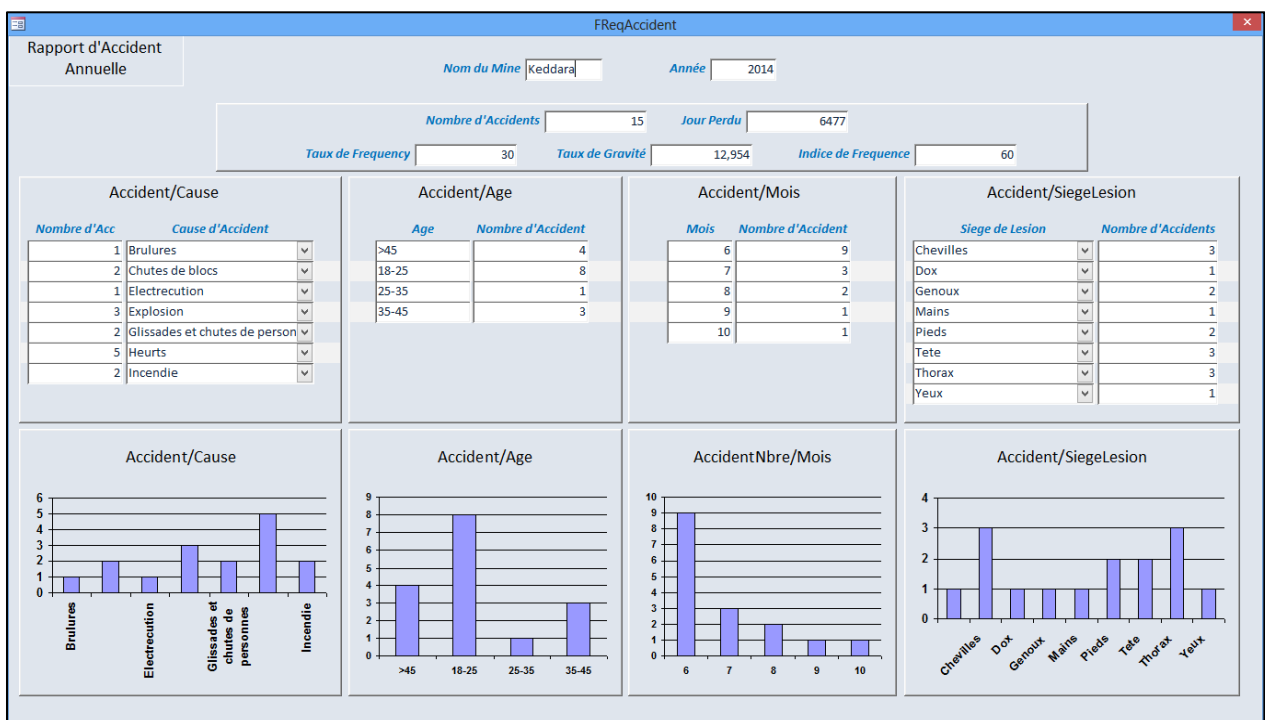 FReqAccident
Rapport d'Accident
Annuelle
Nom du Mine Keddara Année 2014
Nombre d'Accidents 15 Jour Perdu 6477
Taux de Frequency 30 Taux de Gravité 12,954 Indice de Frequence 60
Accident/Cause
Nombre d'Acc Cause d'Accident
1 Brulures
2 Chutes de blocs
1 Electrecution
3 Explosion
2 Glissades et chutes de person
5 Heurts
2 Incendie
Accident/Age
Age Nombre d'Accident
>45 4
18-25 8
25-35 1
35-45 3
Accident/Mois
Mois Nombre d'Accident
6 9
7 3
8 2
9 1
10 1
Accident/SiegeLesion
Siege de Lesion Nombre d'Accidents
Chevilles 3
Dox 1
Genoux 2
Mains 1
Pieds 2
Tete 3
Thorax 3
Yeux 1
Accident/Cause
6
5
4
3
2
1
0
Brulures
Electrecution
Glissades et
chutes de
personnes
Incendie
Accident/Age
9
8
7
6
5
4
3
2
1
0
>45 18-25 25-35 35-45
AccidentNbre/Mois
10
9
8
7
6
5
4
3
2
1
0
6 7 8 9 10
Accident/SiegeLesion
4
3
2
1
0
Chevilles Dox Genoux Mains Pieds Tete Thorax Yeux